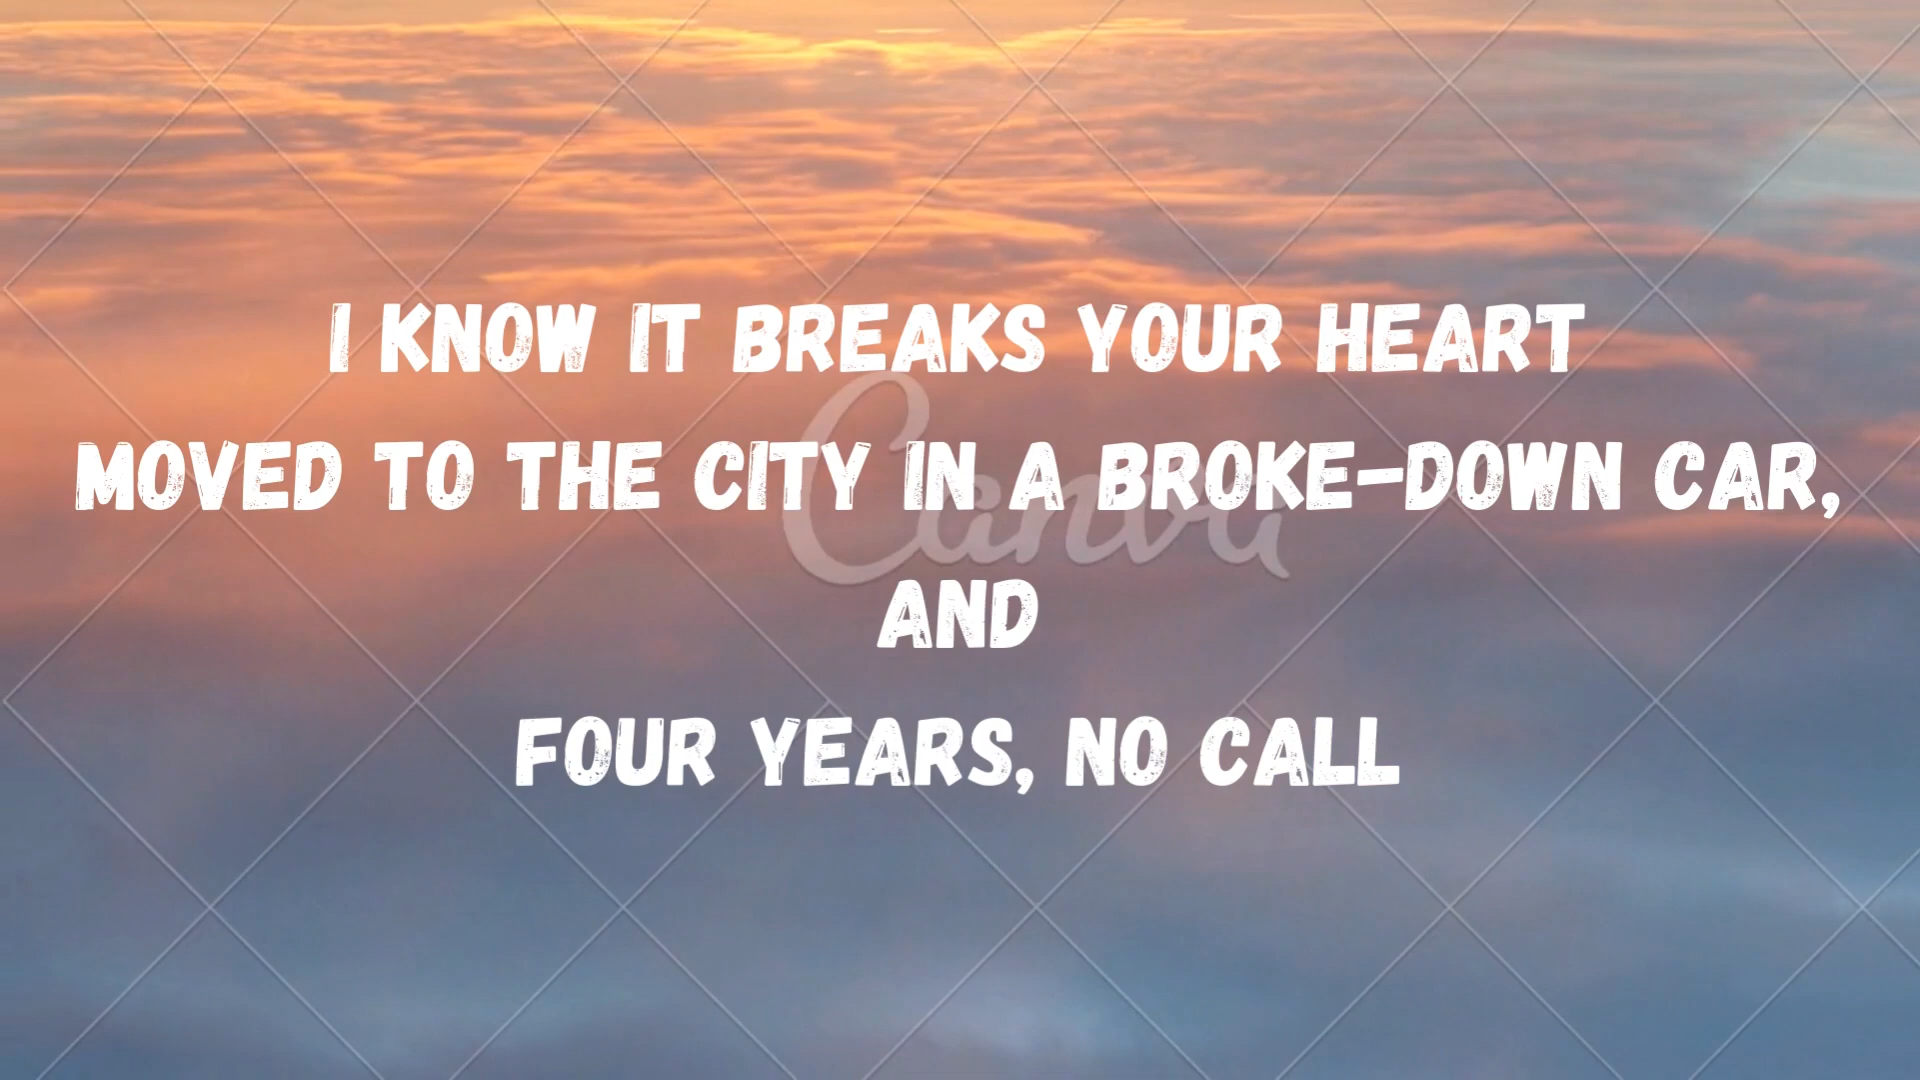 I KNOW IT BREAKS YOUR HEART
MOVED TO THE CITY IN A BROKE-DOWN CAR,
AND
FOUR YEARS, NO CALL
Canva